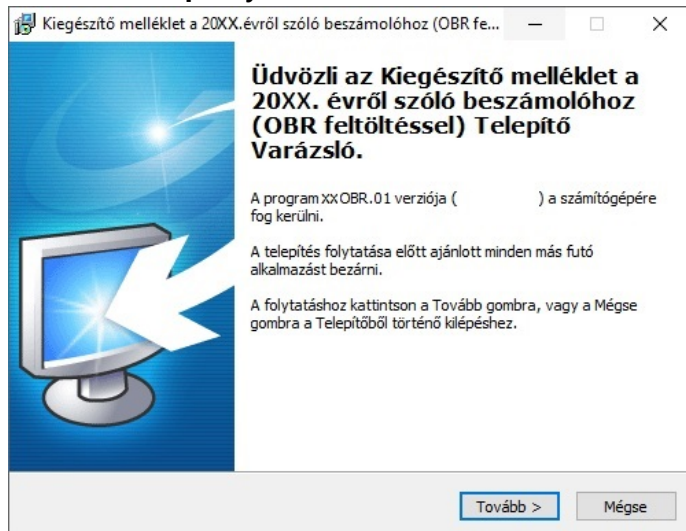 Kiegészítő melléklet a 20XX.évről szóló beszámolóhoz (OBR fe...
Üdvözli az Kiegészítő melléklet a
20XX. évről szóló beszámolóhoz
(OBR feltöltéssel) Telepítő
Varázsló.
A program xxOBR.01 verziója ( ) a számítógépére
fog kerülni.
A telepítés folytatása előtt ajánlott minden más futó
alkalmazást bezárni.
A folytatáshoz kattintson a Tovább gombra, vagy a Mégse
gombra a Telepítőből történő kilépéshez.
Tovább > Mégse